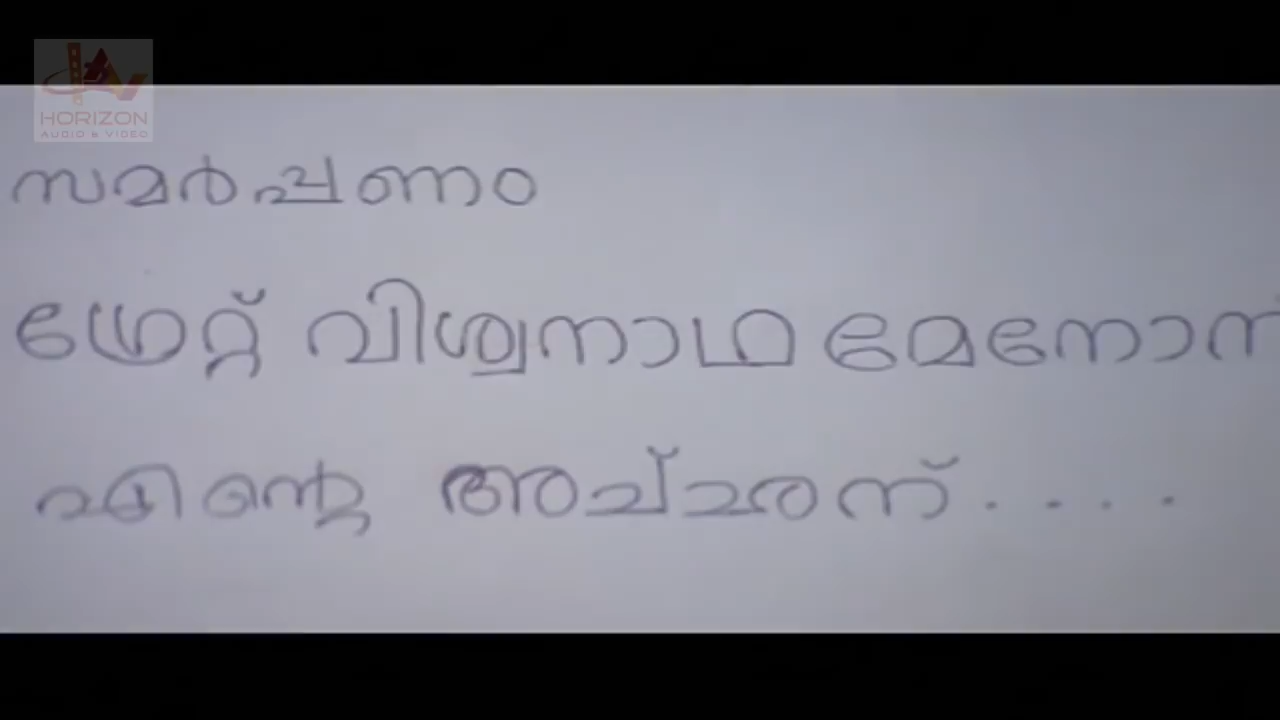 HORIZON
AUDIO & VIDEO
സമർപ്പണം
ഗ്രേറ്റ് വിശ്വനാഥ മേനോൻ
എന്റെ അച്ഛന് . . . .